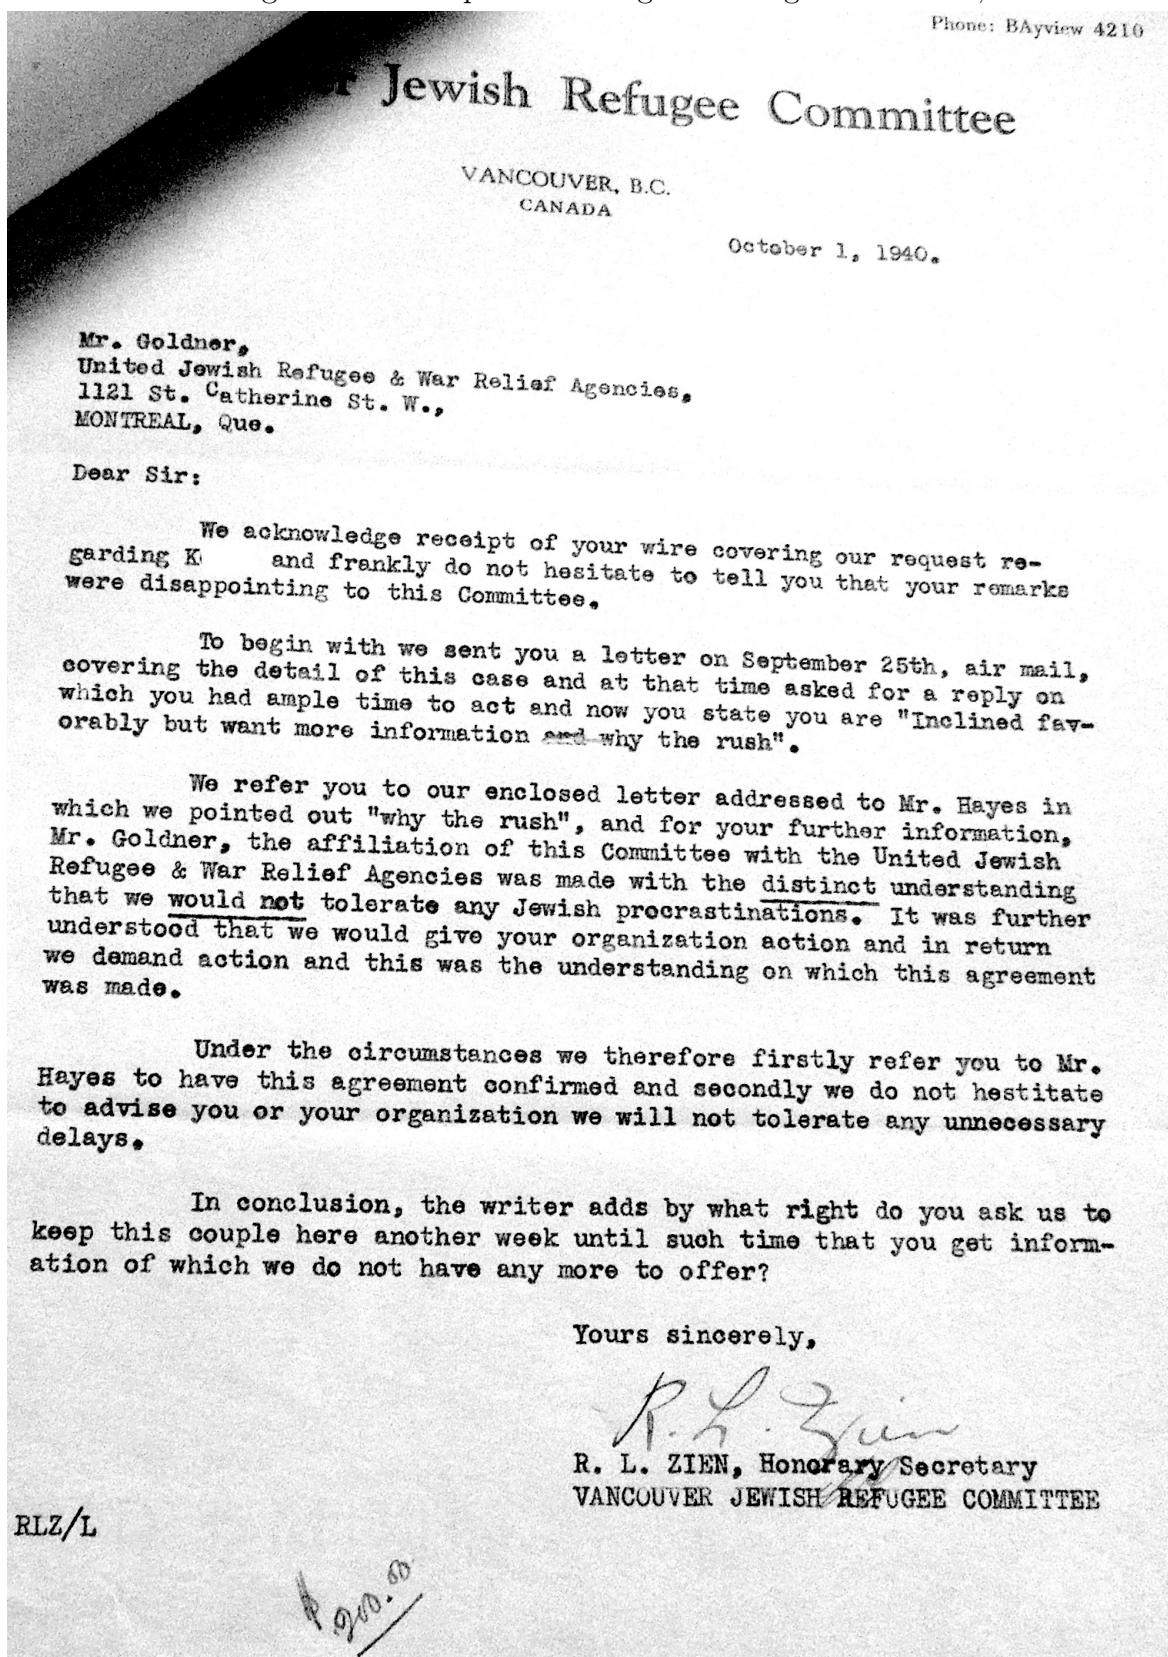 Phone: BAyview 4210
Jewish Refugee Committee
VANCOUVER, B.C.
CANADA
October 1, 1940.
Mr. Goldner,
United Jewish Refugee & War Relief Agencies,
1121 St. Catherine St. W.,
MONTREAL, Que.
Dear Sir:
We acknowledge receipt of your wire covering our request re-
garding K and frankly do not hesitate to tell you that your remarks
were disappointing to this Committee.
To begin with we sent you a letter on September 25th, air mail,
covering the detail of this case and at that time asked for a reply on
which you had ample time to act and now you state you are "Inclined fav-
orably but want more information and why the rush".
We refer you to our enclosed letter addressed to Mr. Hayes in
which we pointed out "why the rush", and for your further information,
Mr. Goldner, the affiliation of this Committee with the United Jewish
Refugee & War Relief Agencies was made with the distinct understanding
that we would not tolerate any Jewish procrastinations. It was further
understood that we would give your organization action and in return
we demand action and this was the understanding on which this agreement
was made.
Under the circumstances we therefore firstly refer you to Mr.
Hayes to have this agreement confirmed and secondly we do not hestitate
to advise you or your organization we will not tolerate any unnecessary
delays.
In conclusion, the writer adds by what right do you ask us to
keep this couple here another week until such time that you get inform-
ation of which we do not have any more to offer?
Yours sincerely,
R. L. Zien
R. L. ZIEN, Honorary Secretary
VANCOUVER JEWISH REFUGEE COMMITTEE
RLZ/L
$ 200.00